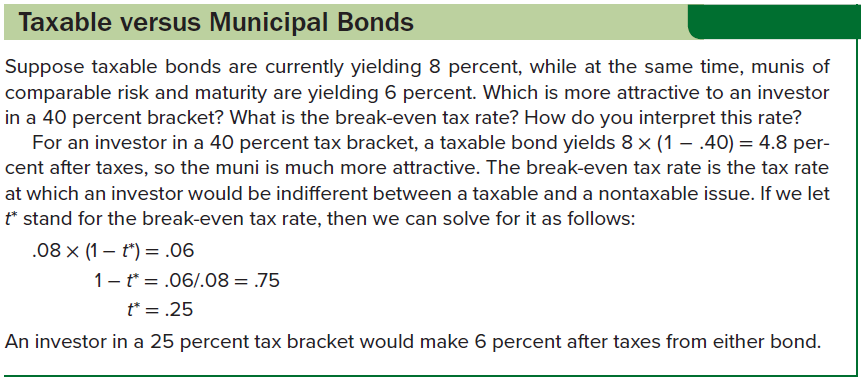 Taxable versus Municipal Bonds
Suppose taxable bonds are currently yielding 8 percent, while at the same time, munis of
comparable risk and maturity are yielding 6 percent. Which is more attractive to an investor
in a 40 percent bracket? What is the break-even tax rate? How do you interpret this rate?
For an investor in a 40 percent tax bracket, a taxable bond yields 8 × (1 − .40) = 4.8 per-
cent after taxes, so the muni is much more attractive. The break-even tax rate is the tax rate
at which an investor would be indifferent between a taxable and a nontaxable issue. If we let
t* stand for the break-even tax rate, then we can solve for it as follows:
.08 × (1 − t*) = .06
1 − t* = .06/.08 = .75
t* = .25
An investor in a 25 percent tax bracket would make 6 percent after taxes from either bond.